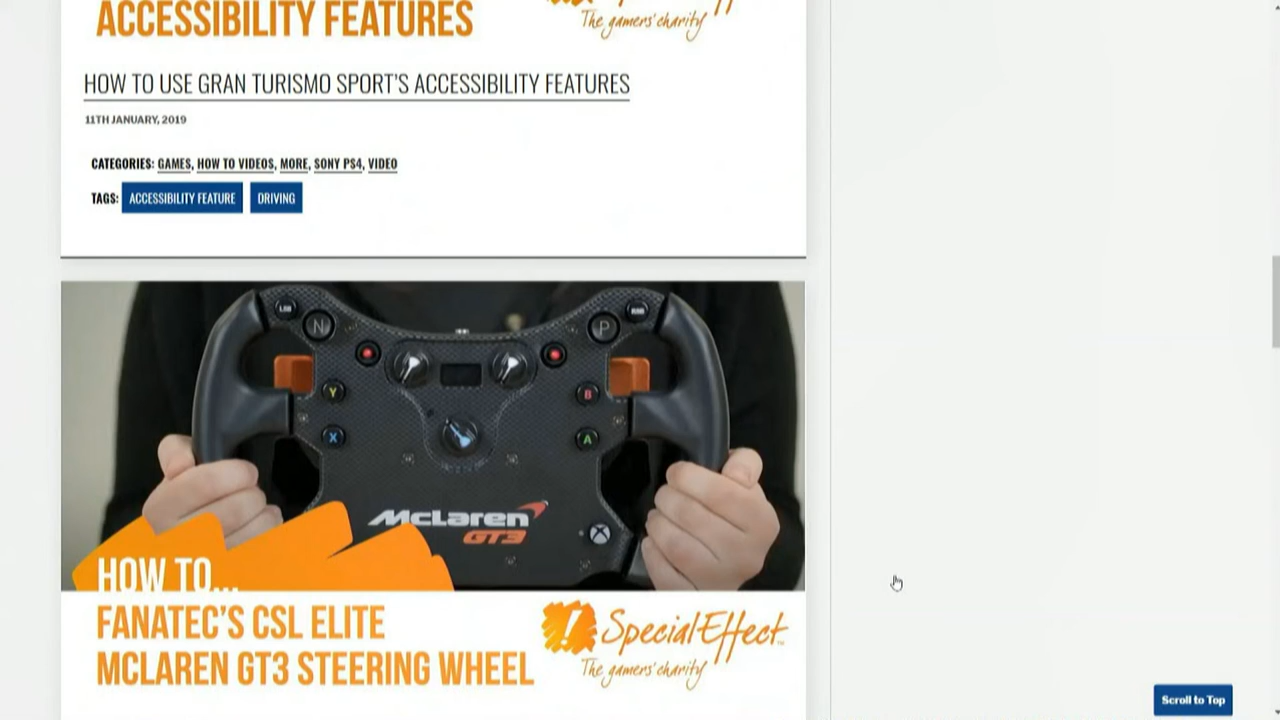 ACCESSIBILITY FEATURES
The gamers' charity
HOW TO USE GRAN TURISMO SPORT'S ACCESSIBILITY FEATURES
11TH JANUARY, 2019
CATEGORIES: GAMES, HOW TO VIDEOS, MORE, SONY PS4, VIDEO
TAGS: ACCESSIBILITY FEATURE DRIVING
N P
Y B
X A
McLaren
GT3
HOW TO...
FANATEC'S CSL ELITE
MCLAREN GT3 STEERING WHEEL
! SpecialEffect
The gamers' charity
Scroll to Top